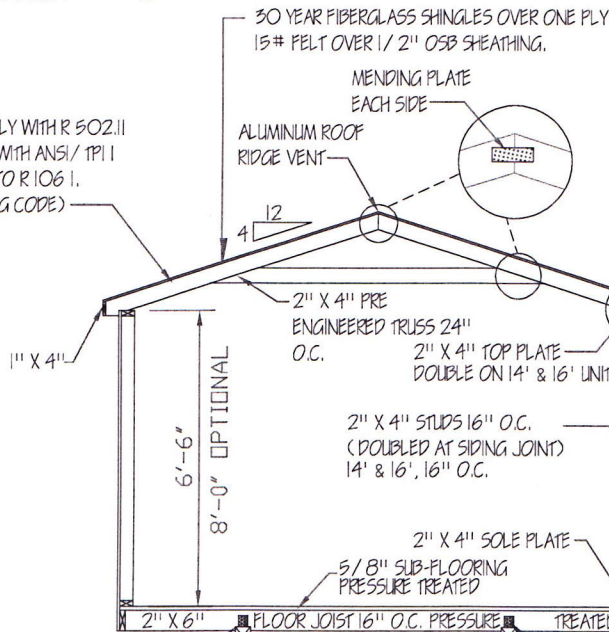 30 YEAR FIBERGLASS SHINGLES OVER ONE PLY
15# FELT OVER 1/2" OSB SHEATHING.
MENDING PLATE
EACH SIDE
LY WITH R 502.11
WITH ANSI/ TPI 1
TO R 106 1.
G CODE)
ALUMINUM ROOF
RIDGE VENT
12
4
1" X 4"
2" X 4" PRE
ENGINEERED TRUSS 24"
O.C.
2" X 4" TOP PLATE
DOUBLE ON 14' & 16' UNIT
6'-6"
8'-0" OPTIONAL
2" X 4" STUDS 16" O.C.
(DOUBLED AT SIDING JOINT)
14' & 16', 16" O.C.
2" X 4" SOLE PLATE
5/8" SUB-FLOORING
PRESSURE TREATED
2" X 6" FLOOR JOIST 16" O.C. PRESSURE TREATED